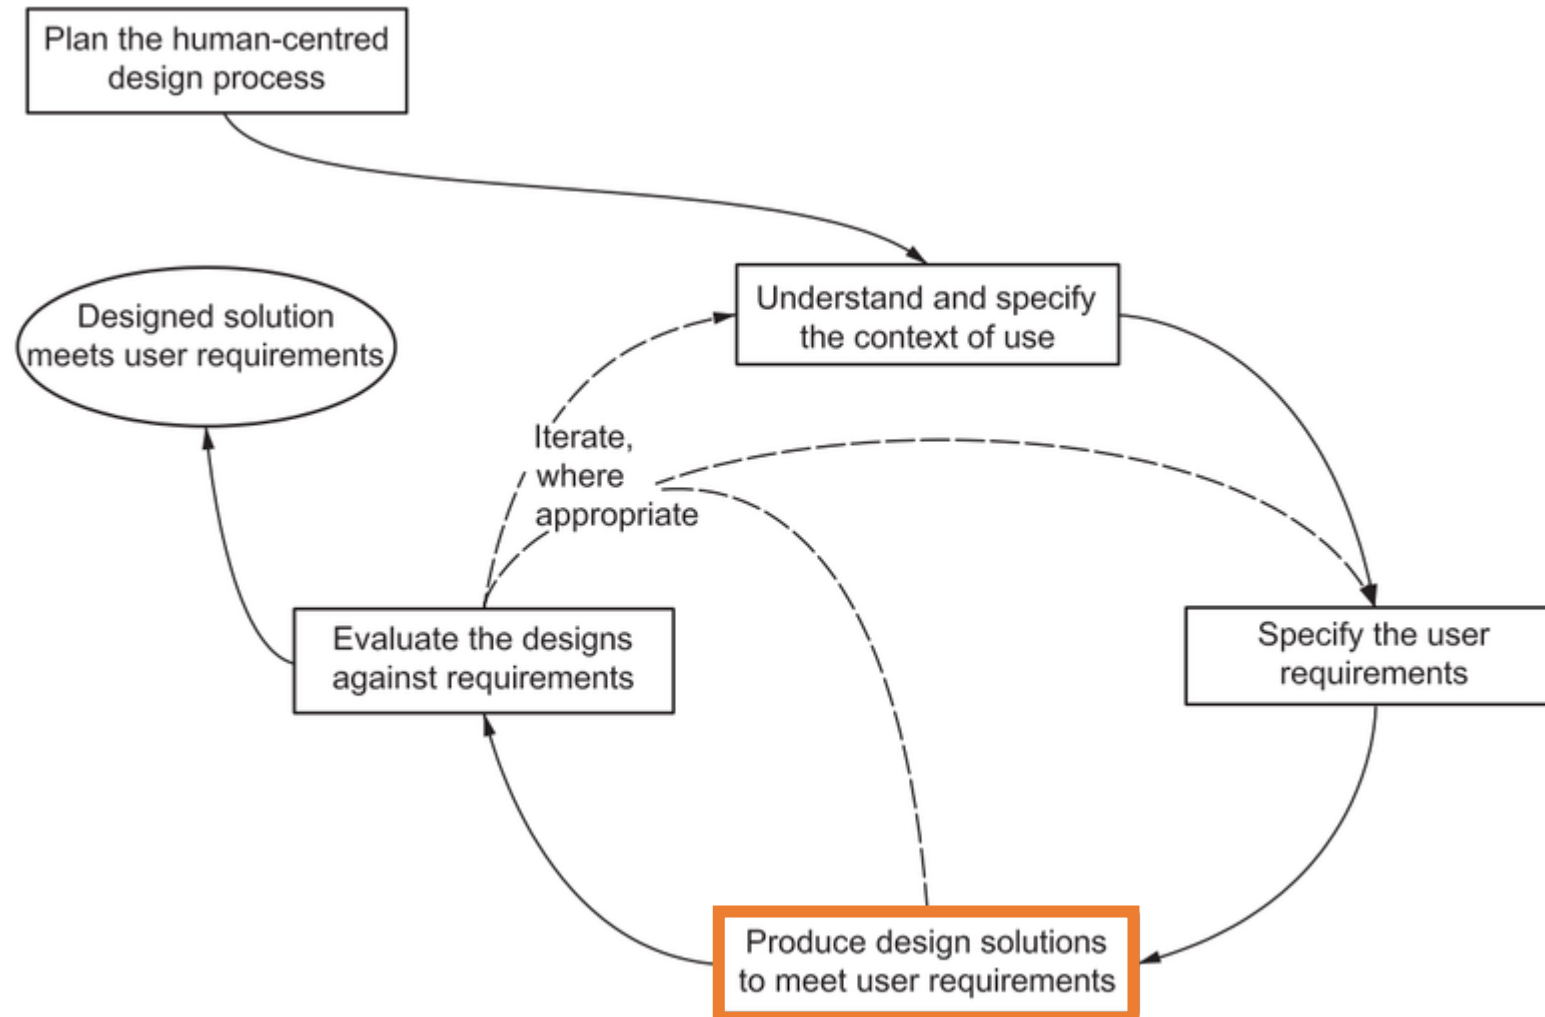 Plan the human-centred
design process
Understand and specify
the context of use
Designed solution
meets user requirements
Iterate,
where
appropriate
Evaluate the designs
against requirements
Specify the user
requirements
Produce design solutions
to meet user requirements